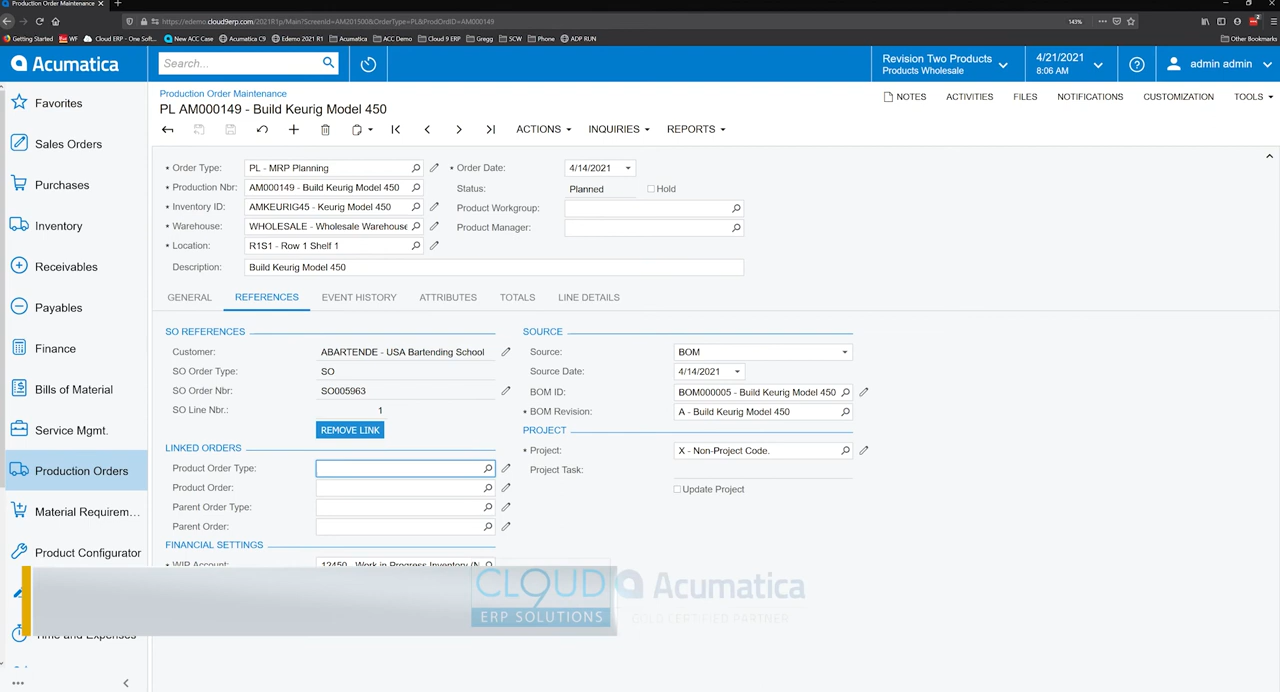 Production Order Maintenance
https://edemo.cloud9erp.com/2021R1p/Main?ScreenId=AM201500&OrderType=PL&ProdOrdID=AM000149
143%
Getting Started WF Cloud ERP - One Soft... New ACC Case Acumatica C9 Edemo 2021 R1 Acumatica ACC Demo Cloud 9 ERP Gregg SCW Phone ADP RUN Other Bookmarks
Acumatica
Search...
Revision Two Products
Products Wholesale
4/21/2021
8:06 AM
admin admin
Favorites
Sales Orders
Purchases
Inventory
Receivables
Payables
Finance
Bills of Material
Service Mgmt.
Production Orders
Material Requirem...
Product Configurator
Time and Expenses
Production Order Maintenance
PL AM000149 - Build Keurig Model 450
NOTES ACTIVITIES FILES NOTIFICATIONS CUSTOMIZATION TOOLS
ACTIONS INQUIRIES REPORTS
Order Type: PL - MRP Planning
Production Nbr: AM000149 - Build Keurig Model 450
Inventory ID: AMKEURIG45 - Keurig Model 450
Warehouse: WHOLESALE - Wholesale Warehouse
Location: R1S1 - Row 1 Shelf 1
Description: Build Keurig Model 450
Order Date: 4/14/2021
Status: Planned Hold
Product Workgroup:
Product Manager:
GENERAL REFERENCES EVENT HISTORY ATTRIBUTES TOTALS LINE DETAILS
SO REFERENCES
Customer: ABARTENDE - USA Bartending School
SO Order Type: SO
SO Order Nbr: SO005963
SO Line Nbr.: 1
REMOVE LINK
LINKED ORDERS
Product Order Type:
Product Order:
Parent Order Type:
Parent Order:
FINANCIAL SETTINGS
WIP Account: 12450 - Work in Progress Inventory (N
SOURCE
Source: BOM
Source Date: 4/14/2021
BOM ID: BOM000005 - Build Keurig Model 450
BOM Revision: A - Build Keurig Model 450
PROJECT
Project: X - Non-Project Code.
Project Task:
Update Project
CLOUD9
ERP SOLUTIONS
Acumatica
GOLD CERTIFIED PARTNER